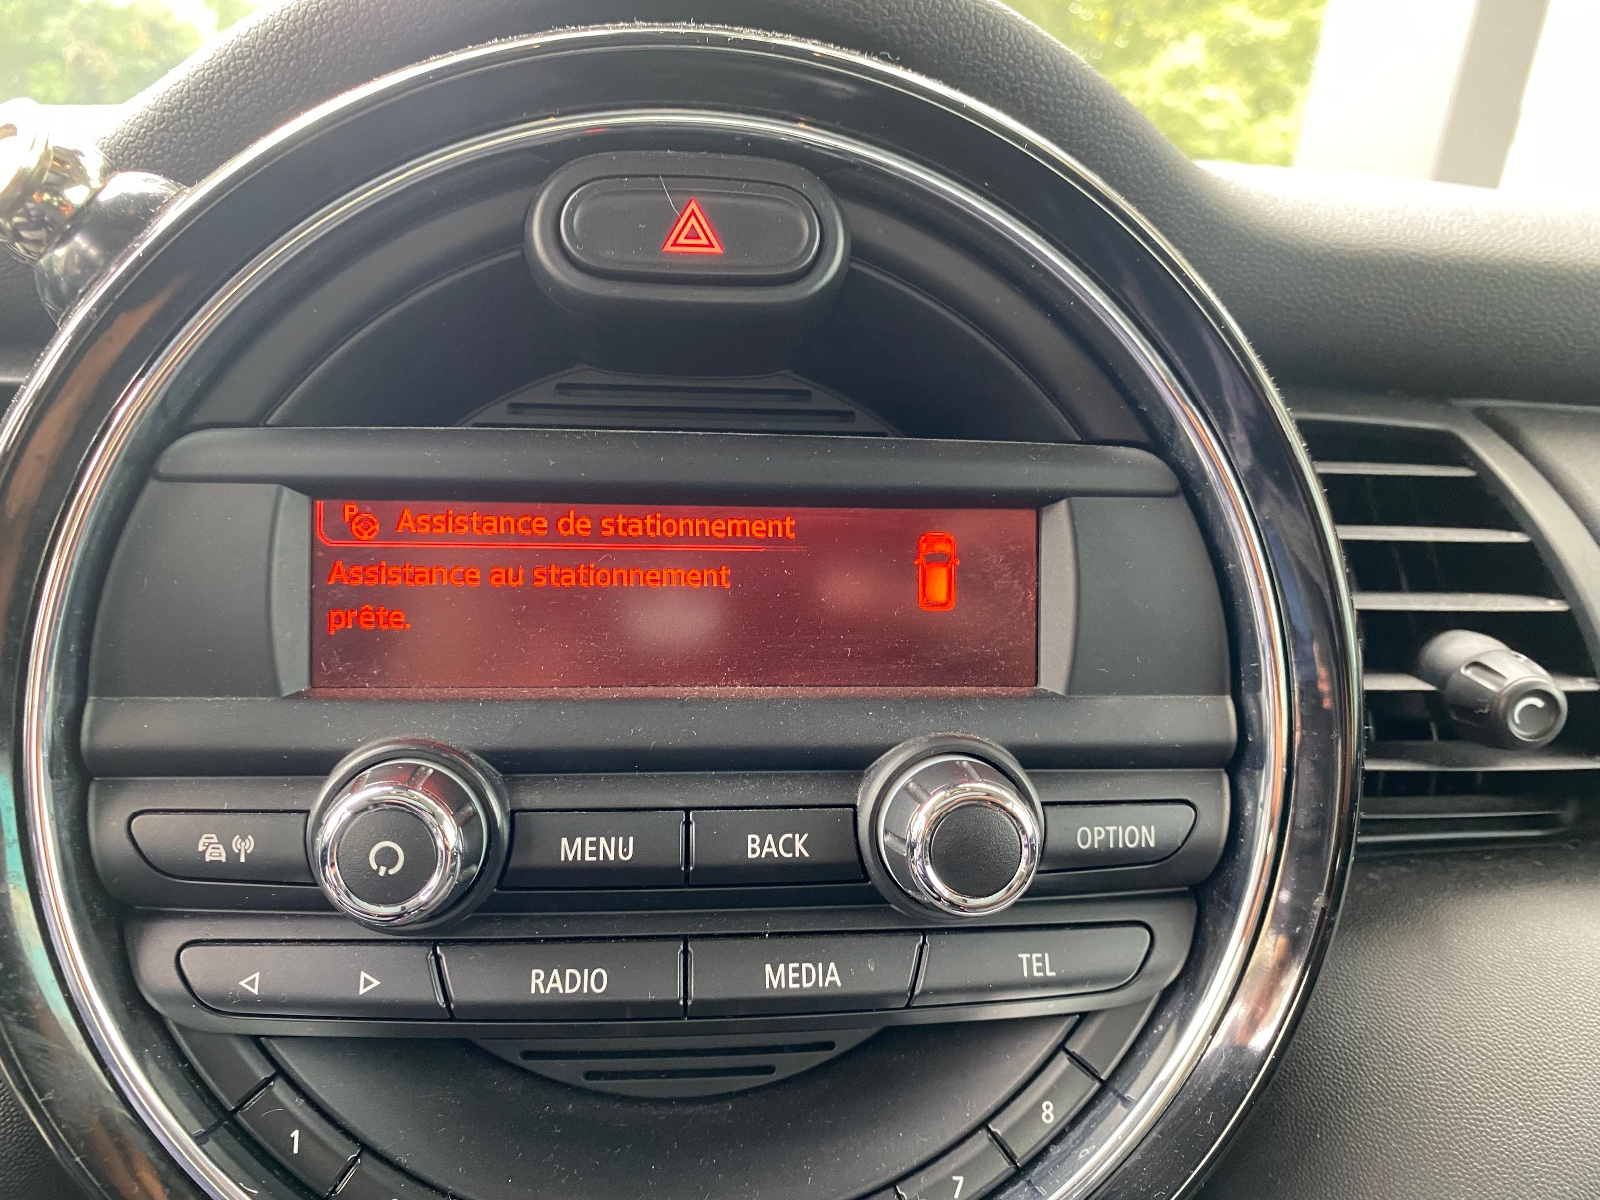 P Assistance de stationnement
Assistance au stationnement
prête.
MENU
BACK
OPTION
RADIO
MEDIA
TEL
1
7
8